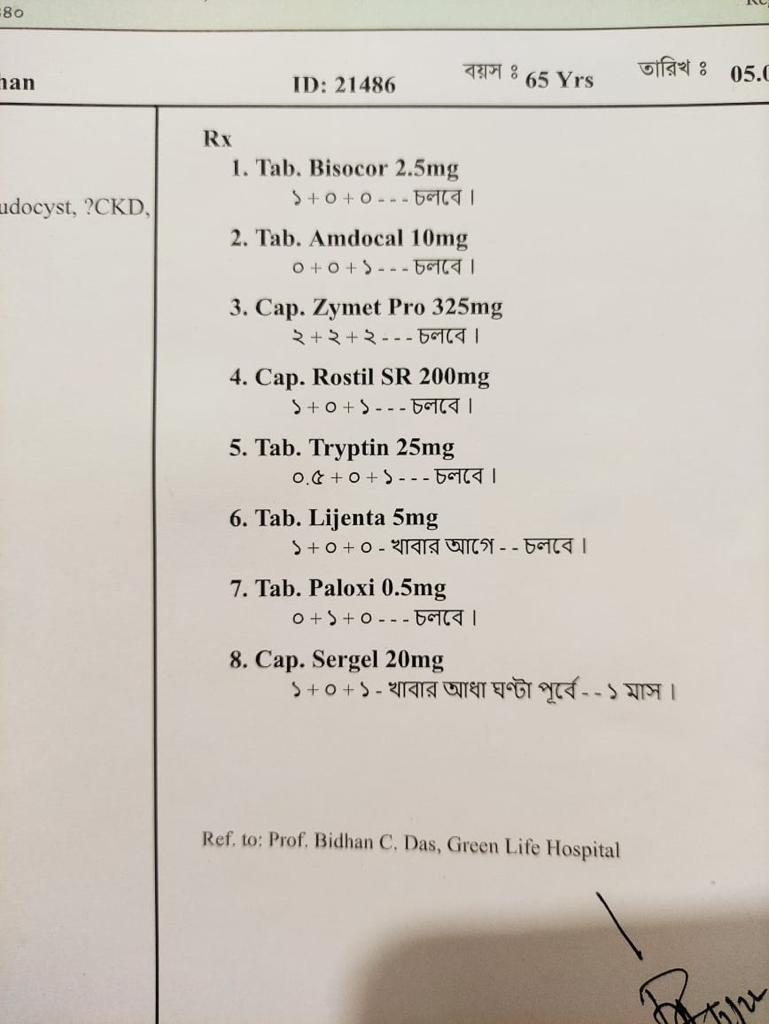 ৪৪০
han ID: 21486 বয়স ঃ 65 Yrs তারিখ ঃ 05.0
udocyst, ?CKD,
Rx
1. Tab. Bisocor 2.5mg
১ + ০ + ০ - - - চলবে ।
2. Tab. Amdocal 10mg
০ + ০ + ১ - - - চলবে ।
3. Cap. Zymet Pro 325mg
২ + ২ + ২ - - - চলবে ।
4. Cap. Rostil SR 200mg
১ + ০ + ১ - - - চলবে ।
5. Tab. Tryptin 25mg
০.৫ + ০ + ১ - - - চলবে ।
6. Tab. Lijenta 5mg
১ + ০ + ০ - খাবার আগে - - চলবে ।
7. Tab. Paloxi 0.5mg
০ + ১ + ০ - - - চলবে ।
8. Cap. Sergel 20mg
১ + ০ + ১ - খাবার আধা ঘণ্টা পূর্বে - - ১ মাস ।
Ref. to: Prof. Bidhan C. Das, Green Life Hospital